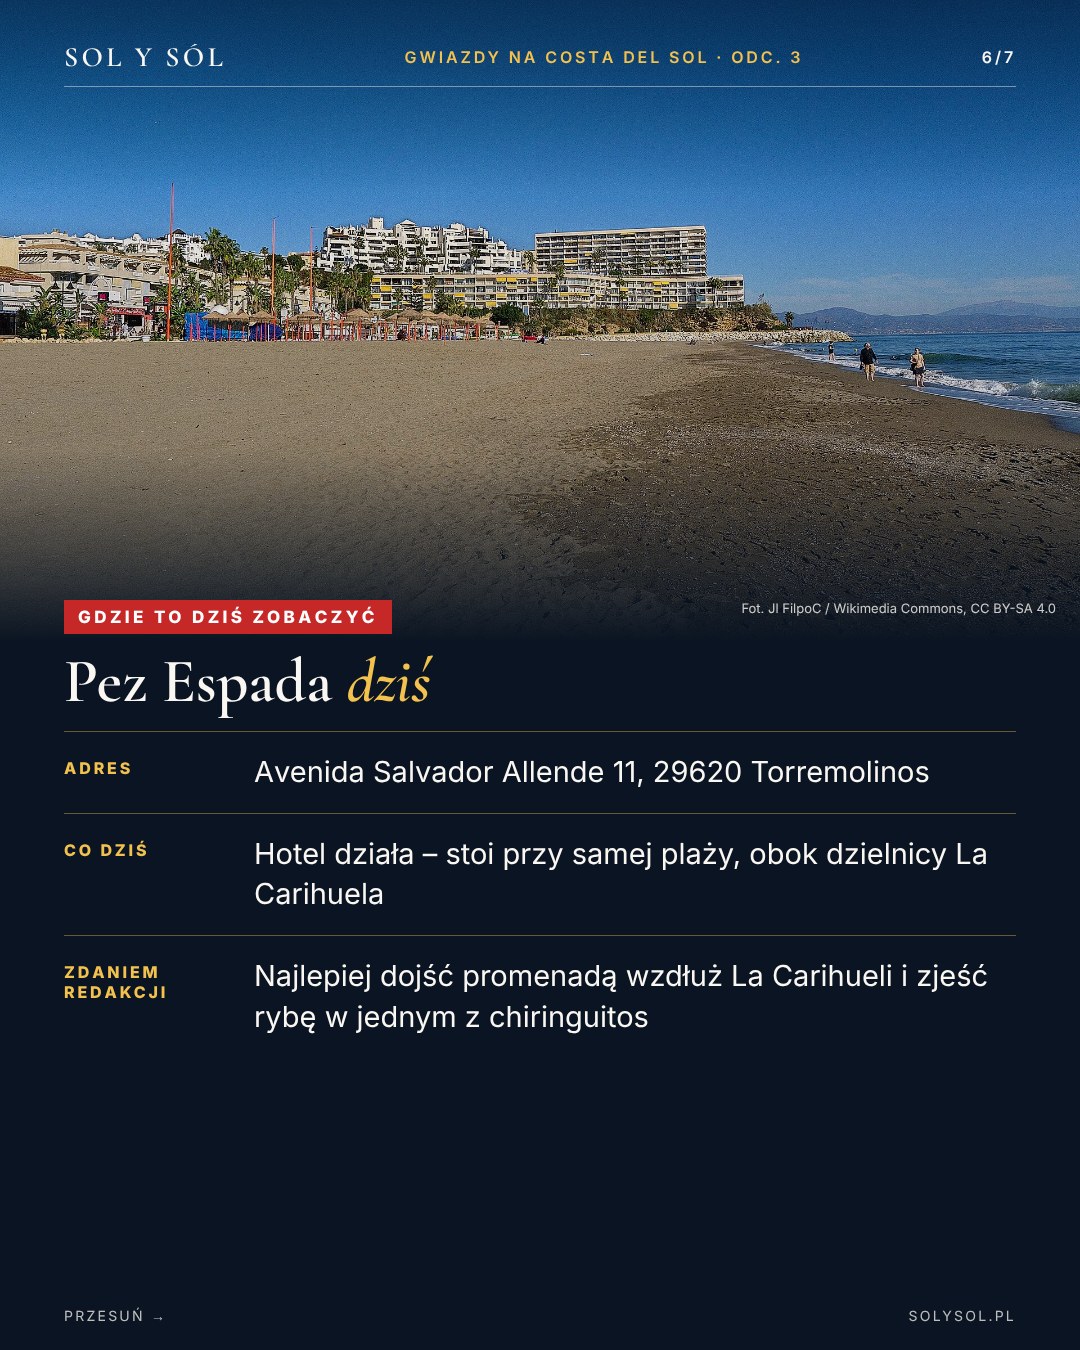 SOL Y SÓL
GWIAZDY NA COSTA DEL SOL · ODC. 3
6/7
GDZIE TO DZIŚ ZOBACZYĆ
Fot. Jl FilpoC / Wikimedia Commons, CC BY-SA 4.0
Pez Espada dziś
ADRES
Avenida Salvador Allende 11, 29620 Torremolinos
CO DZIŚ
Hotel działa – stoi przy samej plaży, obok dzielnicy La
Carihuela
ZDANIEM
REDAKCJI
Najlepiej dojść promenadą wzdłuż La Carihueli i zjeść
rybę w jednym z chiringuitos
PRZESUŃ →
SOLYSOL.PL